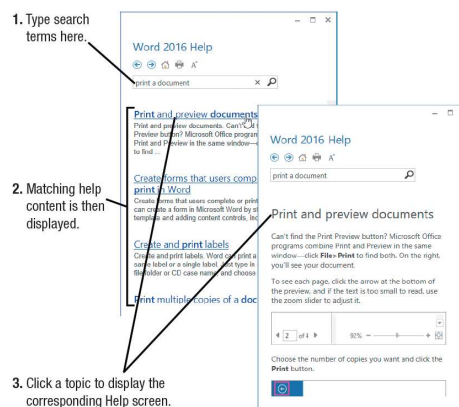 1. Type search
terms here.
Word 2016 Help
print a document
Print and preview documents
Print and preview documents. Can't find
Preview button? Microsoft Office program
Print and Preview in the same window—
to find ...
Create forms that users comp
print in Word
Create forms that users complete or print
can create a form in Microsoft Word by st
template and adding content controls, inc
Create and print labels
Create and print labels. Word can print a
same label or a single label. Just type in
file folder or CD case name, and choose
Print multiple copies of a doc
2. Matching help
content is then
displayed.
3. Click a topic to display the
corresponding Help screen.
Word 2016 Help
print a document
Print and preview documents
Can't find the Print Preview button? Microsoft Office
programs combine Print and Preview in the same
window—click File> Print to find both. On the right,
you'll see your document.
To see each page, click the arrow at the bottom of
the preview, and if the text is too small to read, use
the zoom slider to adjust it.
2 of 4
92%
Choose the number of copies you want and click the
Print button.